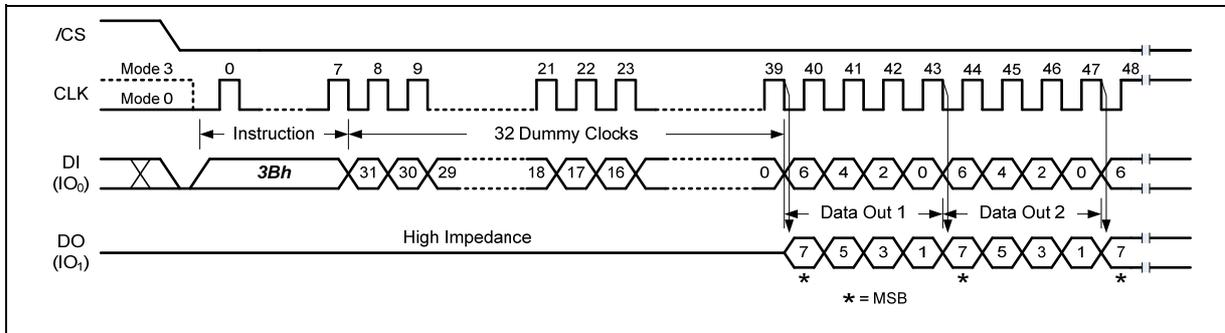 /CS
Mode 3 0 7 8 9 21 22 23 39 40 41 42 43 44 45 46 47 48
CLK Mode 0
Instruction 32 Dummy Clocks
DI 3Bh 31 30 29 18 17 16 0 6 4 2 0 6 4 2 0 6
(IO₀)
Data Out 1 Data Out 2
High Impedance
DO 7 5 3 1 7 5 3 1 7
(IO₁)
* * *
* = MSB